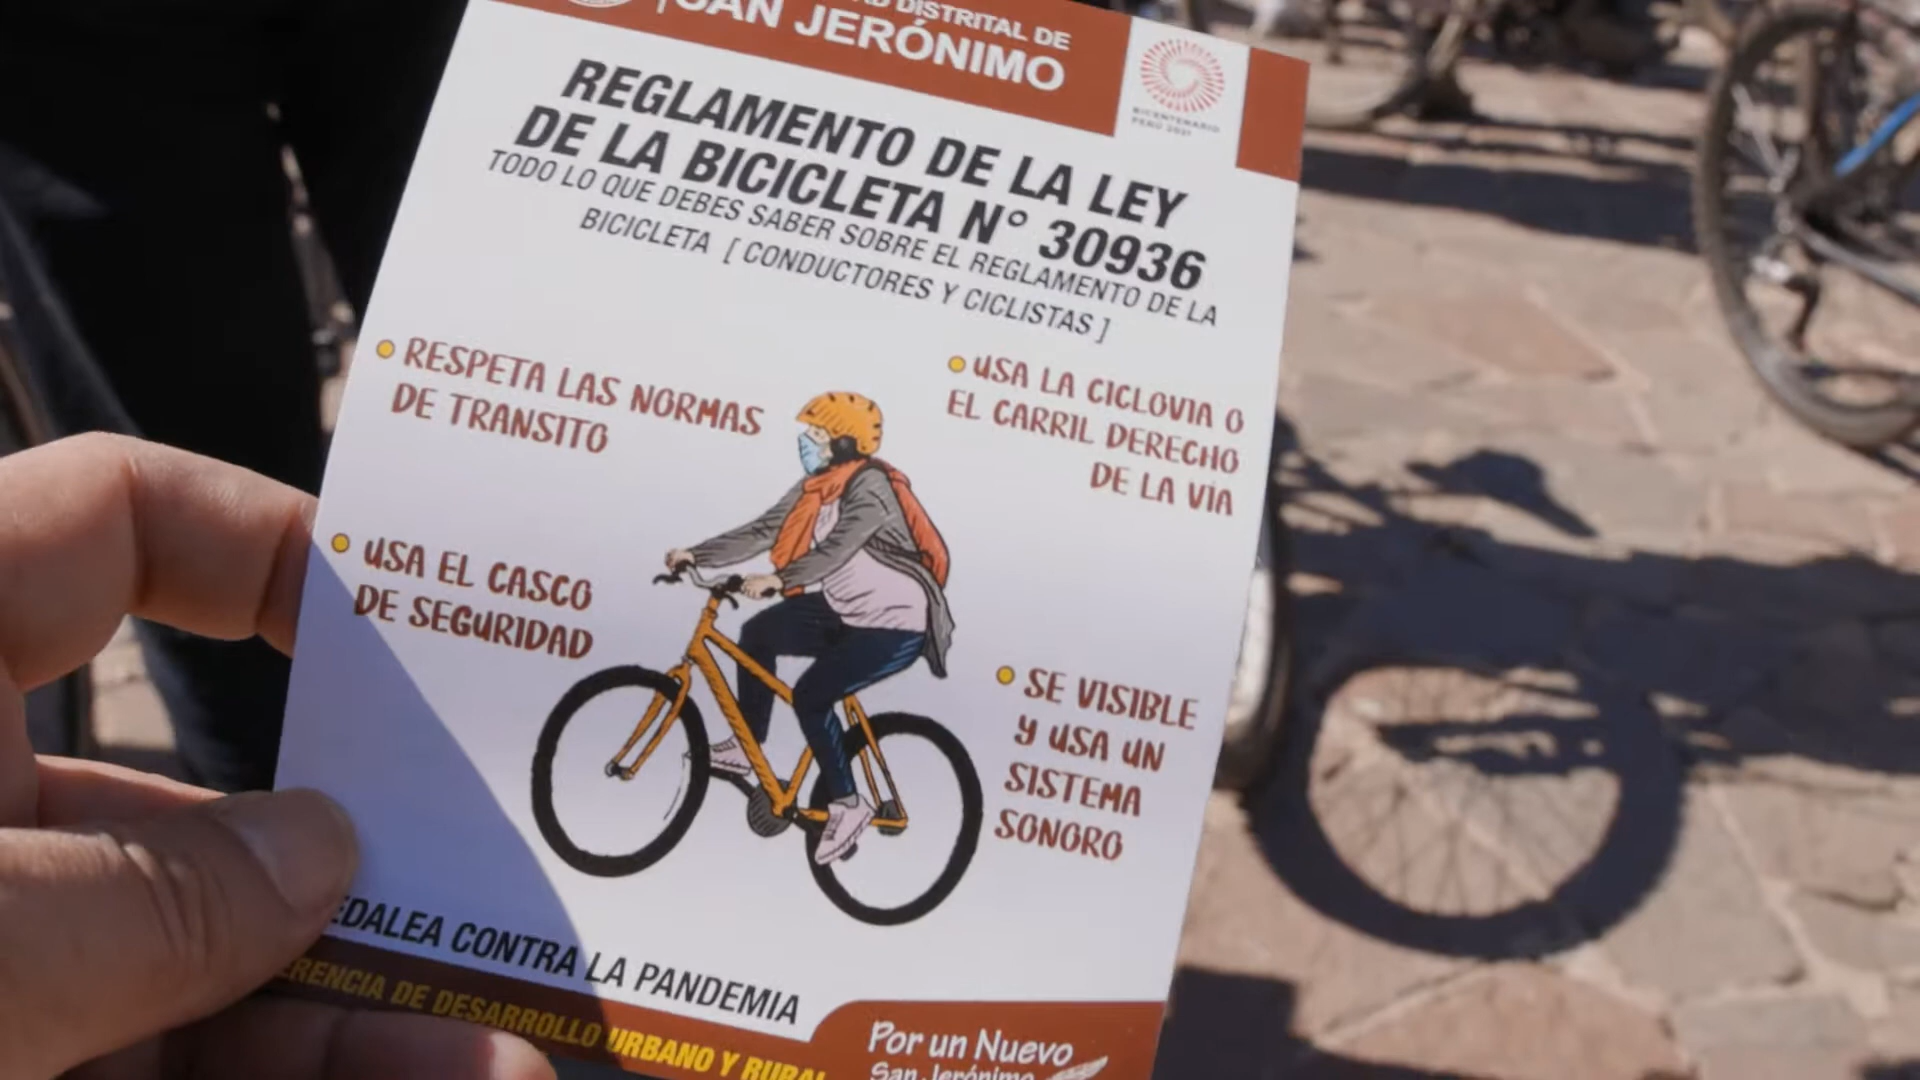 DISTRITAL DE
SAN JERÓNIMO
BICENTENARIO
PERÚ 2021
REGLAMENTO DE LA LEY
DE LA BICICLETA N° 30936
TODO LO QUE DEBES SABER SOBRE EL REGLAMENTO DE LA
BICICLETA [ CONDUCTORES Y CICLISTAS ]
RESPETA LAS NORMAS
DE TRANSITO
USA LA CICLOVIA O
EL CARRIL DERECHO
DE LA VÍA
USA EL CASCO
DE SEGURIDAD
SE VISIBLE
Y USA UN
SISTEMA
SONORO
EDALEA CONTRA LA PANDEMIA
ERENCIA DE DESARROLLO URBANO Y RURAL
Por un Nuevo
San Jerónimo